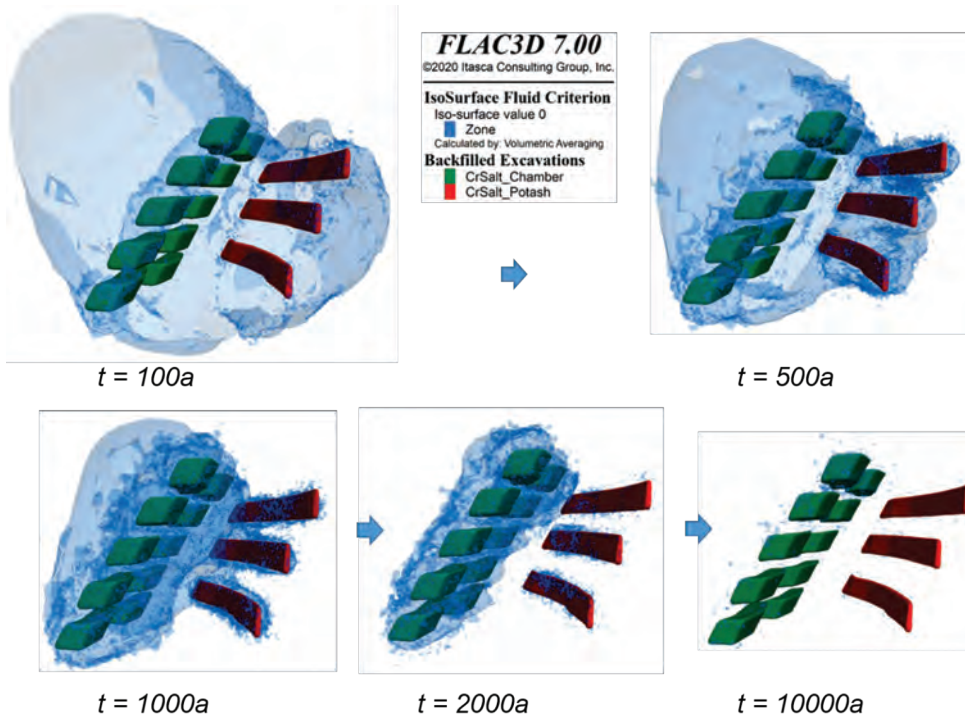 FLAC3D 7.00
©2020 Itasca Consulting Group, Inc.
IsoSurface Fluid Criterion
Iso-surface value 0
Zone
Calculated by: Volumetric Averaging
Backfilled Excavations
CrSalt_Chamber
CrSalt_Potash
t = 100a
t = 500a
t = 1000a
t = 2000a
t = 10000a